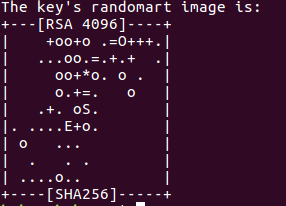 The key's randomart image is:
+---[RSA 4096]----+
|    +oo+o .=O+++.|
|   ...oo.=.+.+  .|
|     oo+*o. o .  |
|     o.+=.   o   |
|   .+. oS.       |
|. ....E+o.       |
| o    ...        |
|  .    . .       |
| ....o..         |
+----[SHA256]-----+